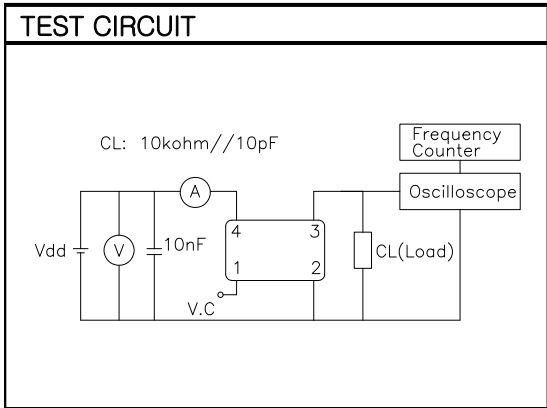 TEST CIRCUIT
CL: 10kohm//10pF
Frequency
Counter
Oscilloscope
A
4
3
Vdd
V
10nF
CL(Load)
1
2
V.C